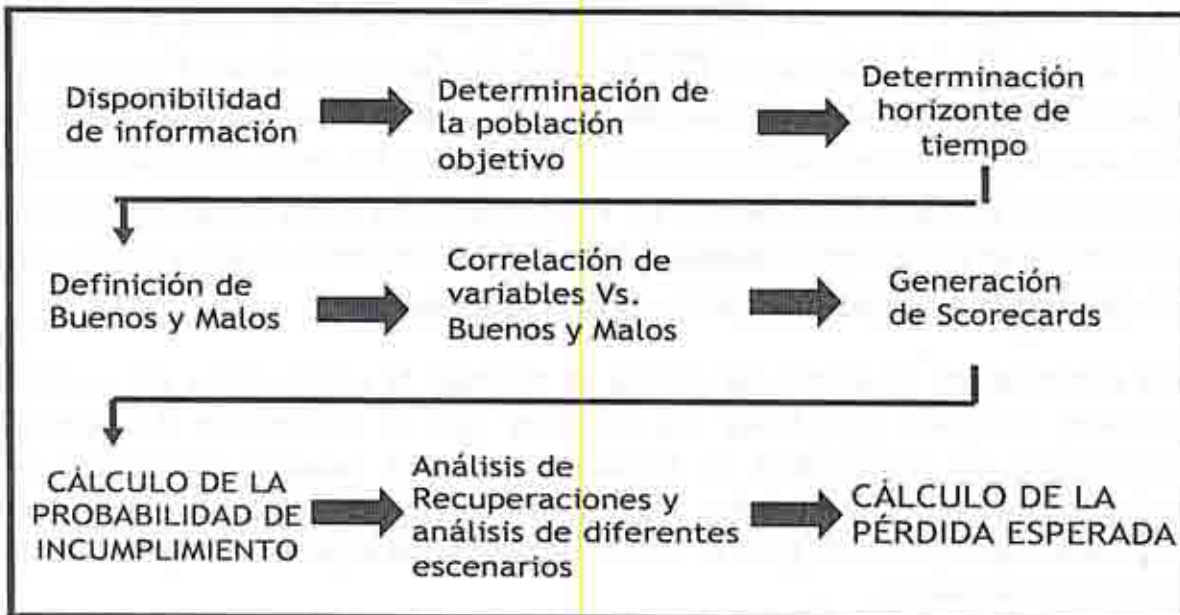 Disponibilidad
de información
Determinación de
la población
objetivo
Determinación
horizonte de
tiempo
Definición de
Buenos y Malos
Correlación de
variables Vs.
Buenos y Malos
Generación
de Scorecards
CÁLCULO DE LA
PROBABILIDAD DE
INCUMPLIMIENTO
Análisis de
Recuperaciones y
análisis de diferentes
escenarios
CÁLCULO DE LA
PÉRDIDA ESPERADA